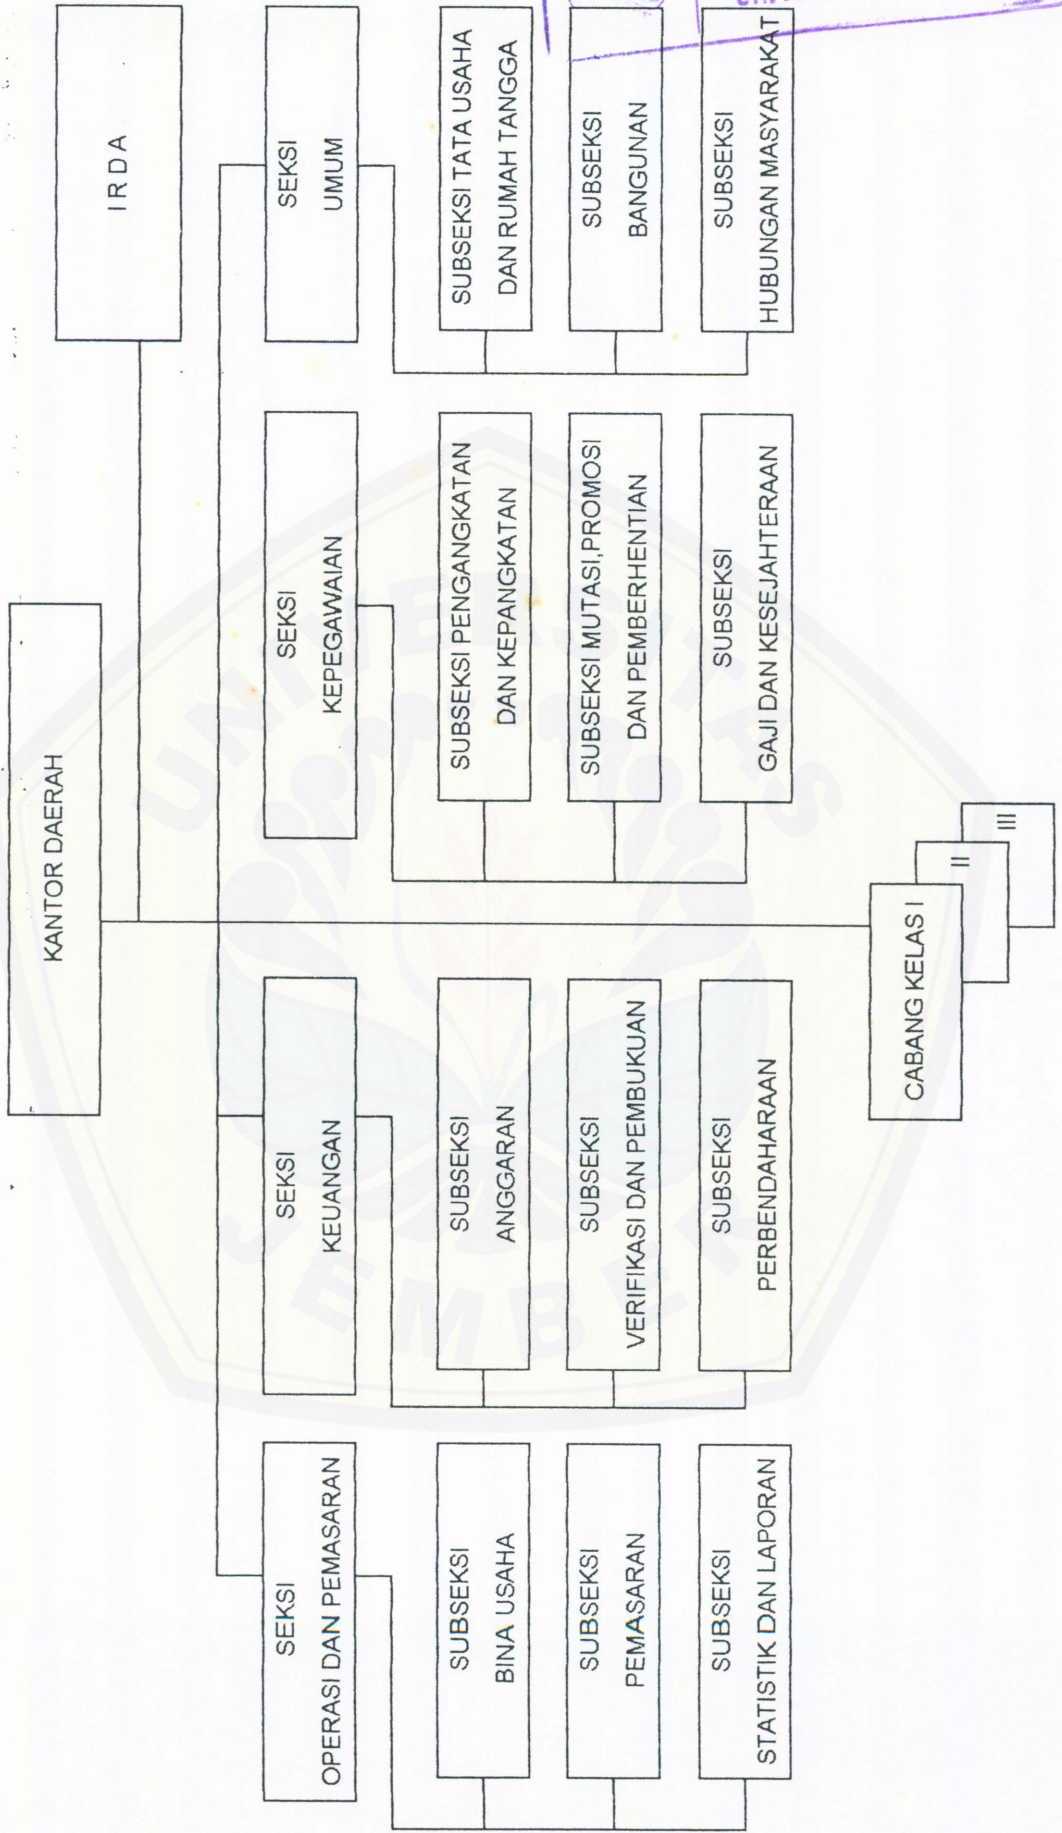 KANTOR DAERAH
IRDA
SEKSI
OPERASI DAN PEMASARAN
SEKSI
KEUANGAN
SEKSI
KEPEGAWAIAN
SEKSI
UMUM
SUBSEKSI
BINA USAHA
SUBSEKSI
ANGGARAN
SUBSEKSI PENGANGKATAN
DAN KEPANGKATAN
SUBSEKSI TATA USAHA
DAN RUMAH TANGGA
SUBSEKSI
PEMASARAN
SUBSEKSI
VERIFIKASI DAN PEMBUKUAN
SUBSEKSI MUTASI,PROMOSI
DAN PEMBERHENTIAN
SUBSEKSI
BANGUNAN
SUBSEKSI
STATISTIK DAN LAPORAN
SUBSEKSI
PERBENDAHARAAN
SUBSEKSI
GAJI DAN KESEJAHTERAAN
SUBSEKSI
HUBUNGAN MASYARAKAT
CABANG KELAS I
II
III
UNIVERSITAS
JEMBER